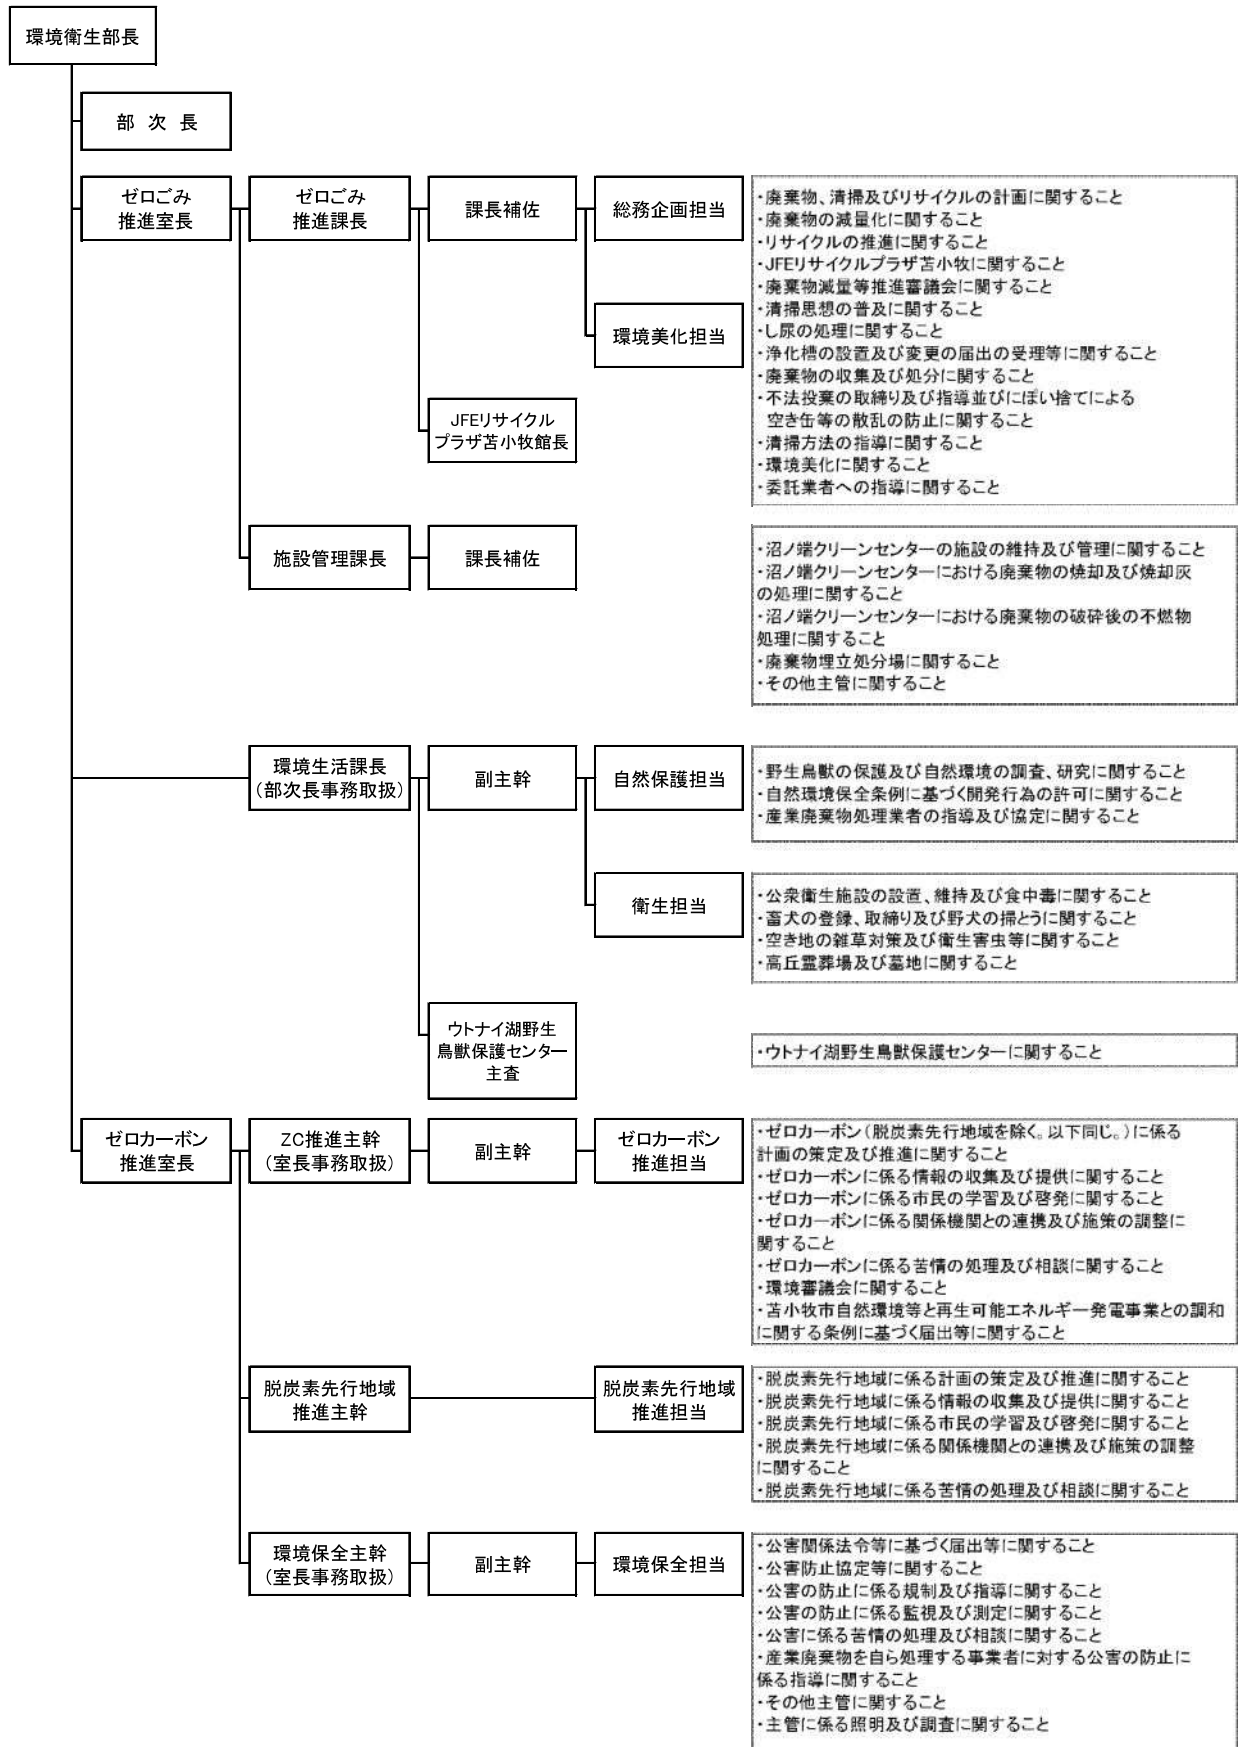 環境衛生部長
部 次 長
ゼロごみ
推進室長
ゼロごみ
推進課長
課長補佐
総務企画担当
・廃棄物、清掃及びリサイクルの計画に関すること
・廃棄物の減量化に関すること
・リサイクルの推進に関すること
・JFEリサイクルプラザ苫小牧に関すること
・廃棄物減量等推進審議会に関すること
・清掃思想の普及に関すること
・し尿の処理に関すること
・浄化槽の設置及び変更の届出の受理等に関すること
・廃棄物の収集及び処分に関すること
・不法投棄の取締り及び指導並びにぽい捨てによる
空き缶等の散乱の防止に関すること
・清掃方法の指導に関すること
・環境美化に関すること
・委託業者への指導に関すること
環境美化担当
JFEリサイクル
プラザ苫小牧館長
施設管理課長
課長補佐
・沼ノ端クリーンセンターの施設の維持及び管理に関すること
・沼ノ端クリーンセンターにおける廃棄物の焼却及び焼却灰
の処理に関すること
・沼ノ端クリーンセンターにおける廃棄物の破砕後の不燃物
処理に関すること
・廃棄物埋立処分場に関すること
・その他主管に関すること
環境生活課長
(部次長事務取扱)
副主幹
自然保護担当
・野生鳥獣の保護及び自然環境の調査、研究に関すること
・自然環境保全条例に基づく開発行為の許可に関すること
・産業廃棄物処理業者の指導及び協定に関すること
衛生担当
・公衆衛生施設の設置、維持及び食中毒に関すること
・畜犬の登録、取締り及び野犬の掃とうに関すること
・空き地の雑草対策及び衛生害虫等に関すること
・高丘霊葬場及び墓地に関すること
ウトナイ湖野生
鳥獣保護センター
主査
・ウトナイ湖野生鳥獣保護センターに関すること
ゼロカーボン
推進室長
ZC推進主幹
(室長事務取扱)
副主幹
ゼロカーボン
推進担当
・ゼロカーボン(脱炭素先行地域を除く。以下同じ。)に係る
計画の策定及び推進に関すること
・ゼロカーボンに係る情報の収集及び提供に関すること
・ゼロカーボンに係る市民の学習及び啓発に関すること
・ゼロカーボンに係る関係機関との連携及び施策の調整に
関すること
・ゼロカーボンに係る苦情の処理及び相談に関すること
・環境審議会に関すること
・苫小牧市自然環境等と再生可能エネルギー発電事業との調和
に関する条例に基づく届出等に関すること
脱炭素先行地域
推進主幹
脱炭素先行地域
推進担当
・脱炭素先行地域に係る計画の策定及び推進に関すること
・脱炭素先行地域に係る情報の収集及び提供に関すること
・脱炭素先行地域に係る市民の学習及び啓発に関すること
・脱炭素先行地域に係る関係機関との連携及び施策の調整
に関すること
・脱炭素先行地域に係る苦情の処理及び相談に関すること
環境保全主幹
(室長事務取扱)
副主幹
環境保全担当
・公害関係法令等に基づく届出等に関すること
・公害防止協定等に関すること
・公害の防止に係る規制及び指導に関すること
・公害の防止に係る監視及び測定に関すること
・公害に係る苦情の処理及び相談に関すること
・産業廃棄物を自ら処理する事業者に対する公害の防止に
係る指導に関すること
・その他主管に関すること
・主管に係る照明及び調査に関すること